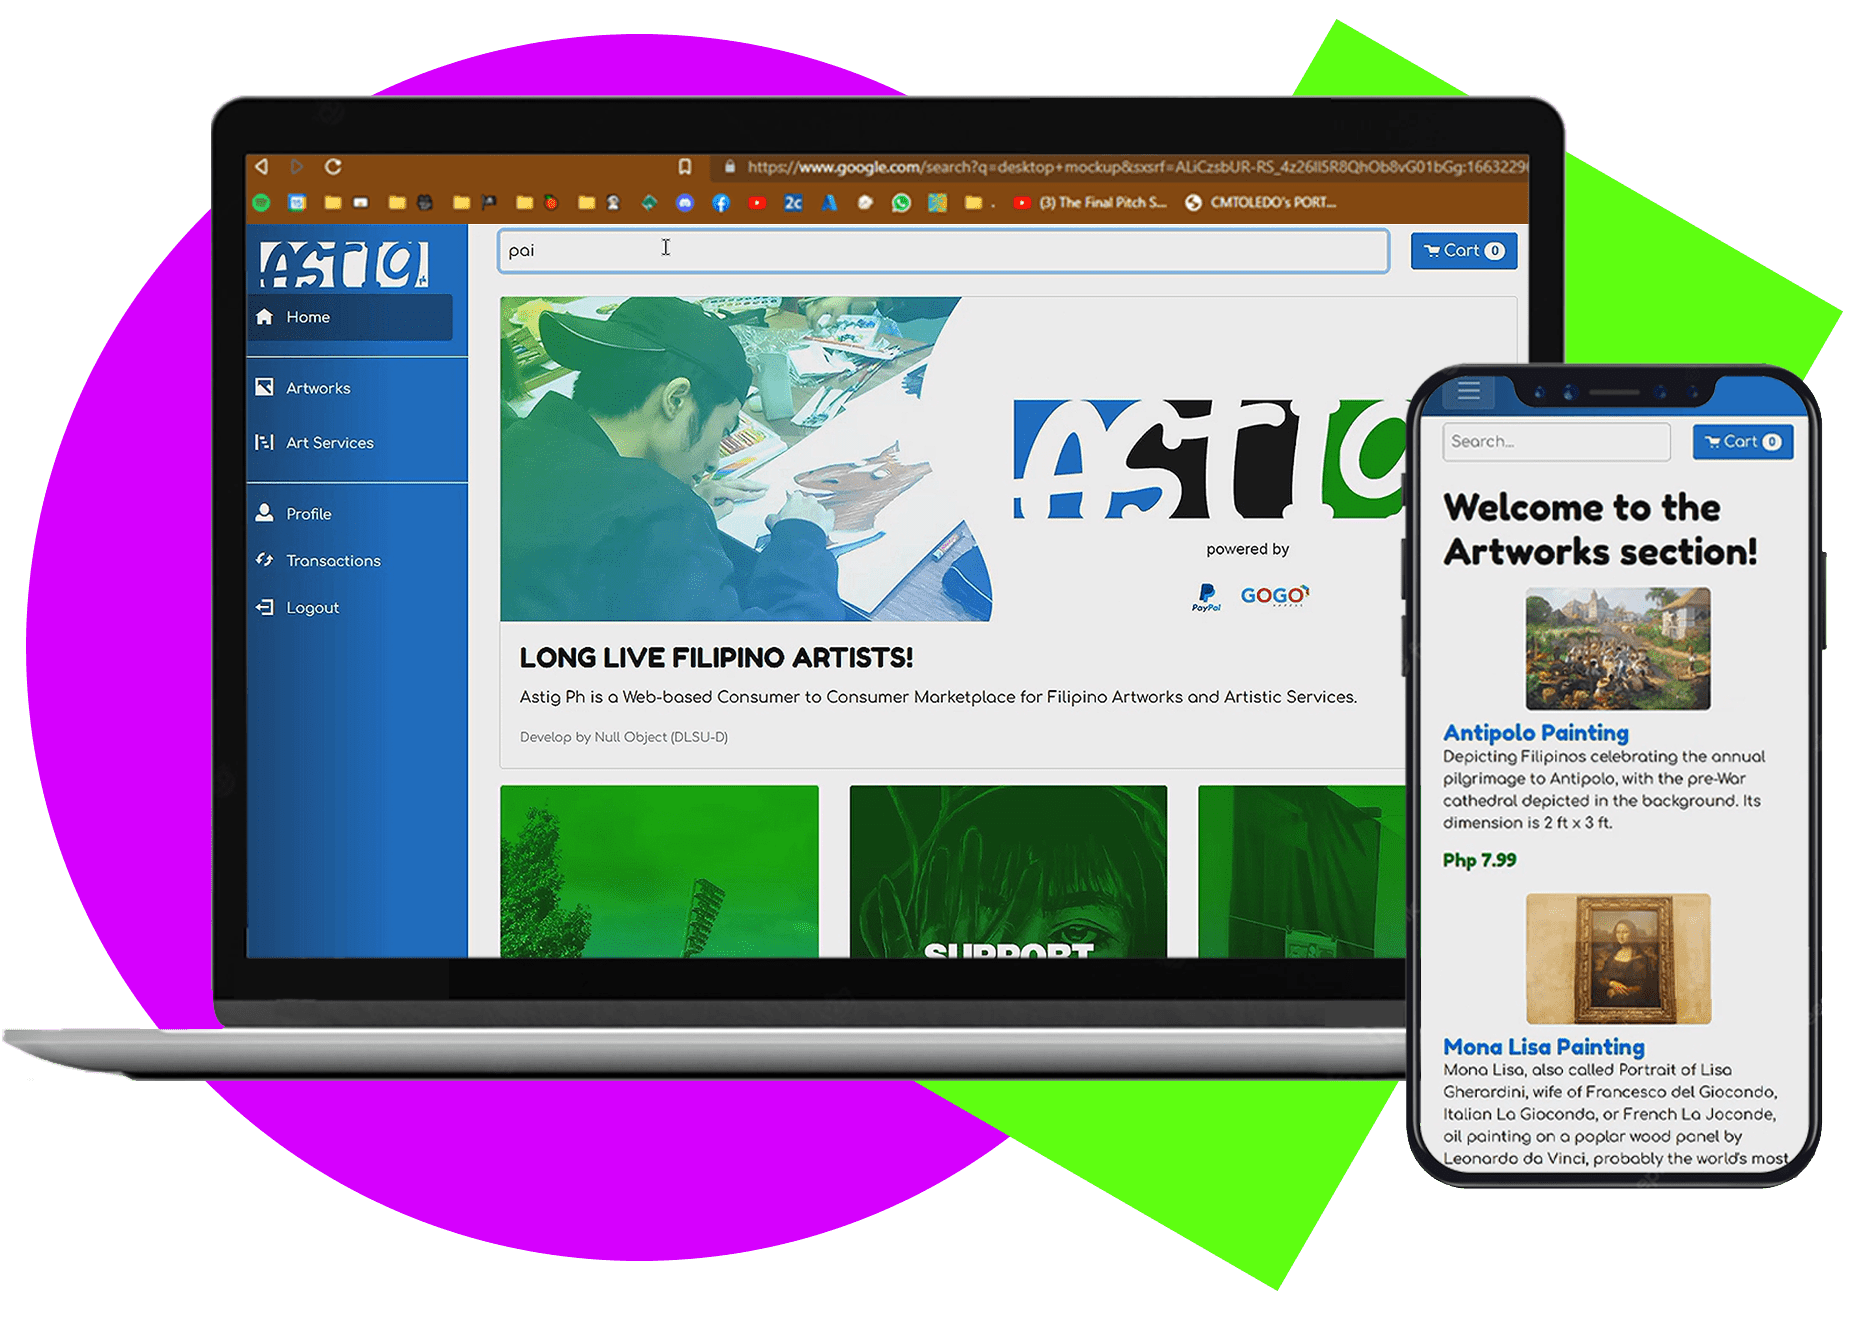 https://www.google.com/search?q=desktop+mockup&sxsrf=ALiCzsbUR-RS_4z26Il5R8QhOb8vG01bGg:1663229
2c
(3) The Final Pitch S...
CMTOLEDO's PORT...
AStIg
pai
Cart 0
Home
Artworks
Art Services
Profile
Transactions
Logout
AStIg
powered by
PayPal
GOGO
LONG LIVE FILIPINO ARTISTS!
Astig Ph is a Web-based Consumer to Consumer Marketplace for Filipino Artworks and Artistic Services.
Develop by Null Object (DLSU-D)
SUPPORT
Search...
Cart 0
Welcome to the
Artworks section!
Antipolo Painting
Depicting Filipinos celebrating the annual
pilgrimage to Antipolo, with the pre-War
cathedral depicted in the background. Its
dimension is 2 ft x 3 ft.
Php 7.99
Mona Lisa Painting
Mona Lisa, also called Portrait of Lisa
Gherardini, wife of Francesco del Giocondo,
Italian La Gioconda, or French La Joconde,
oil painting on a poplar wood panel by
Leonardo da Vinci, probably the world's most